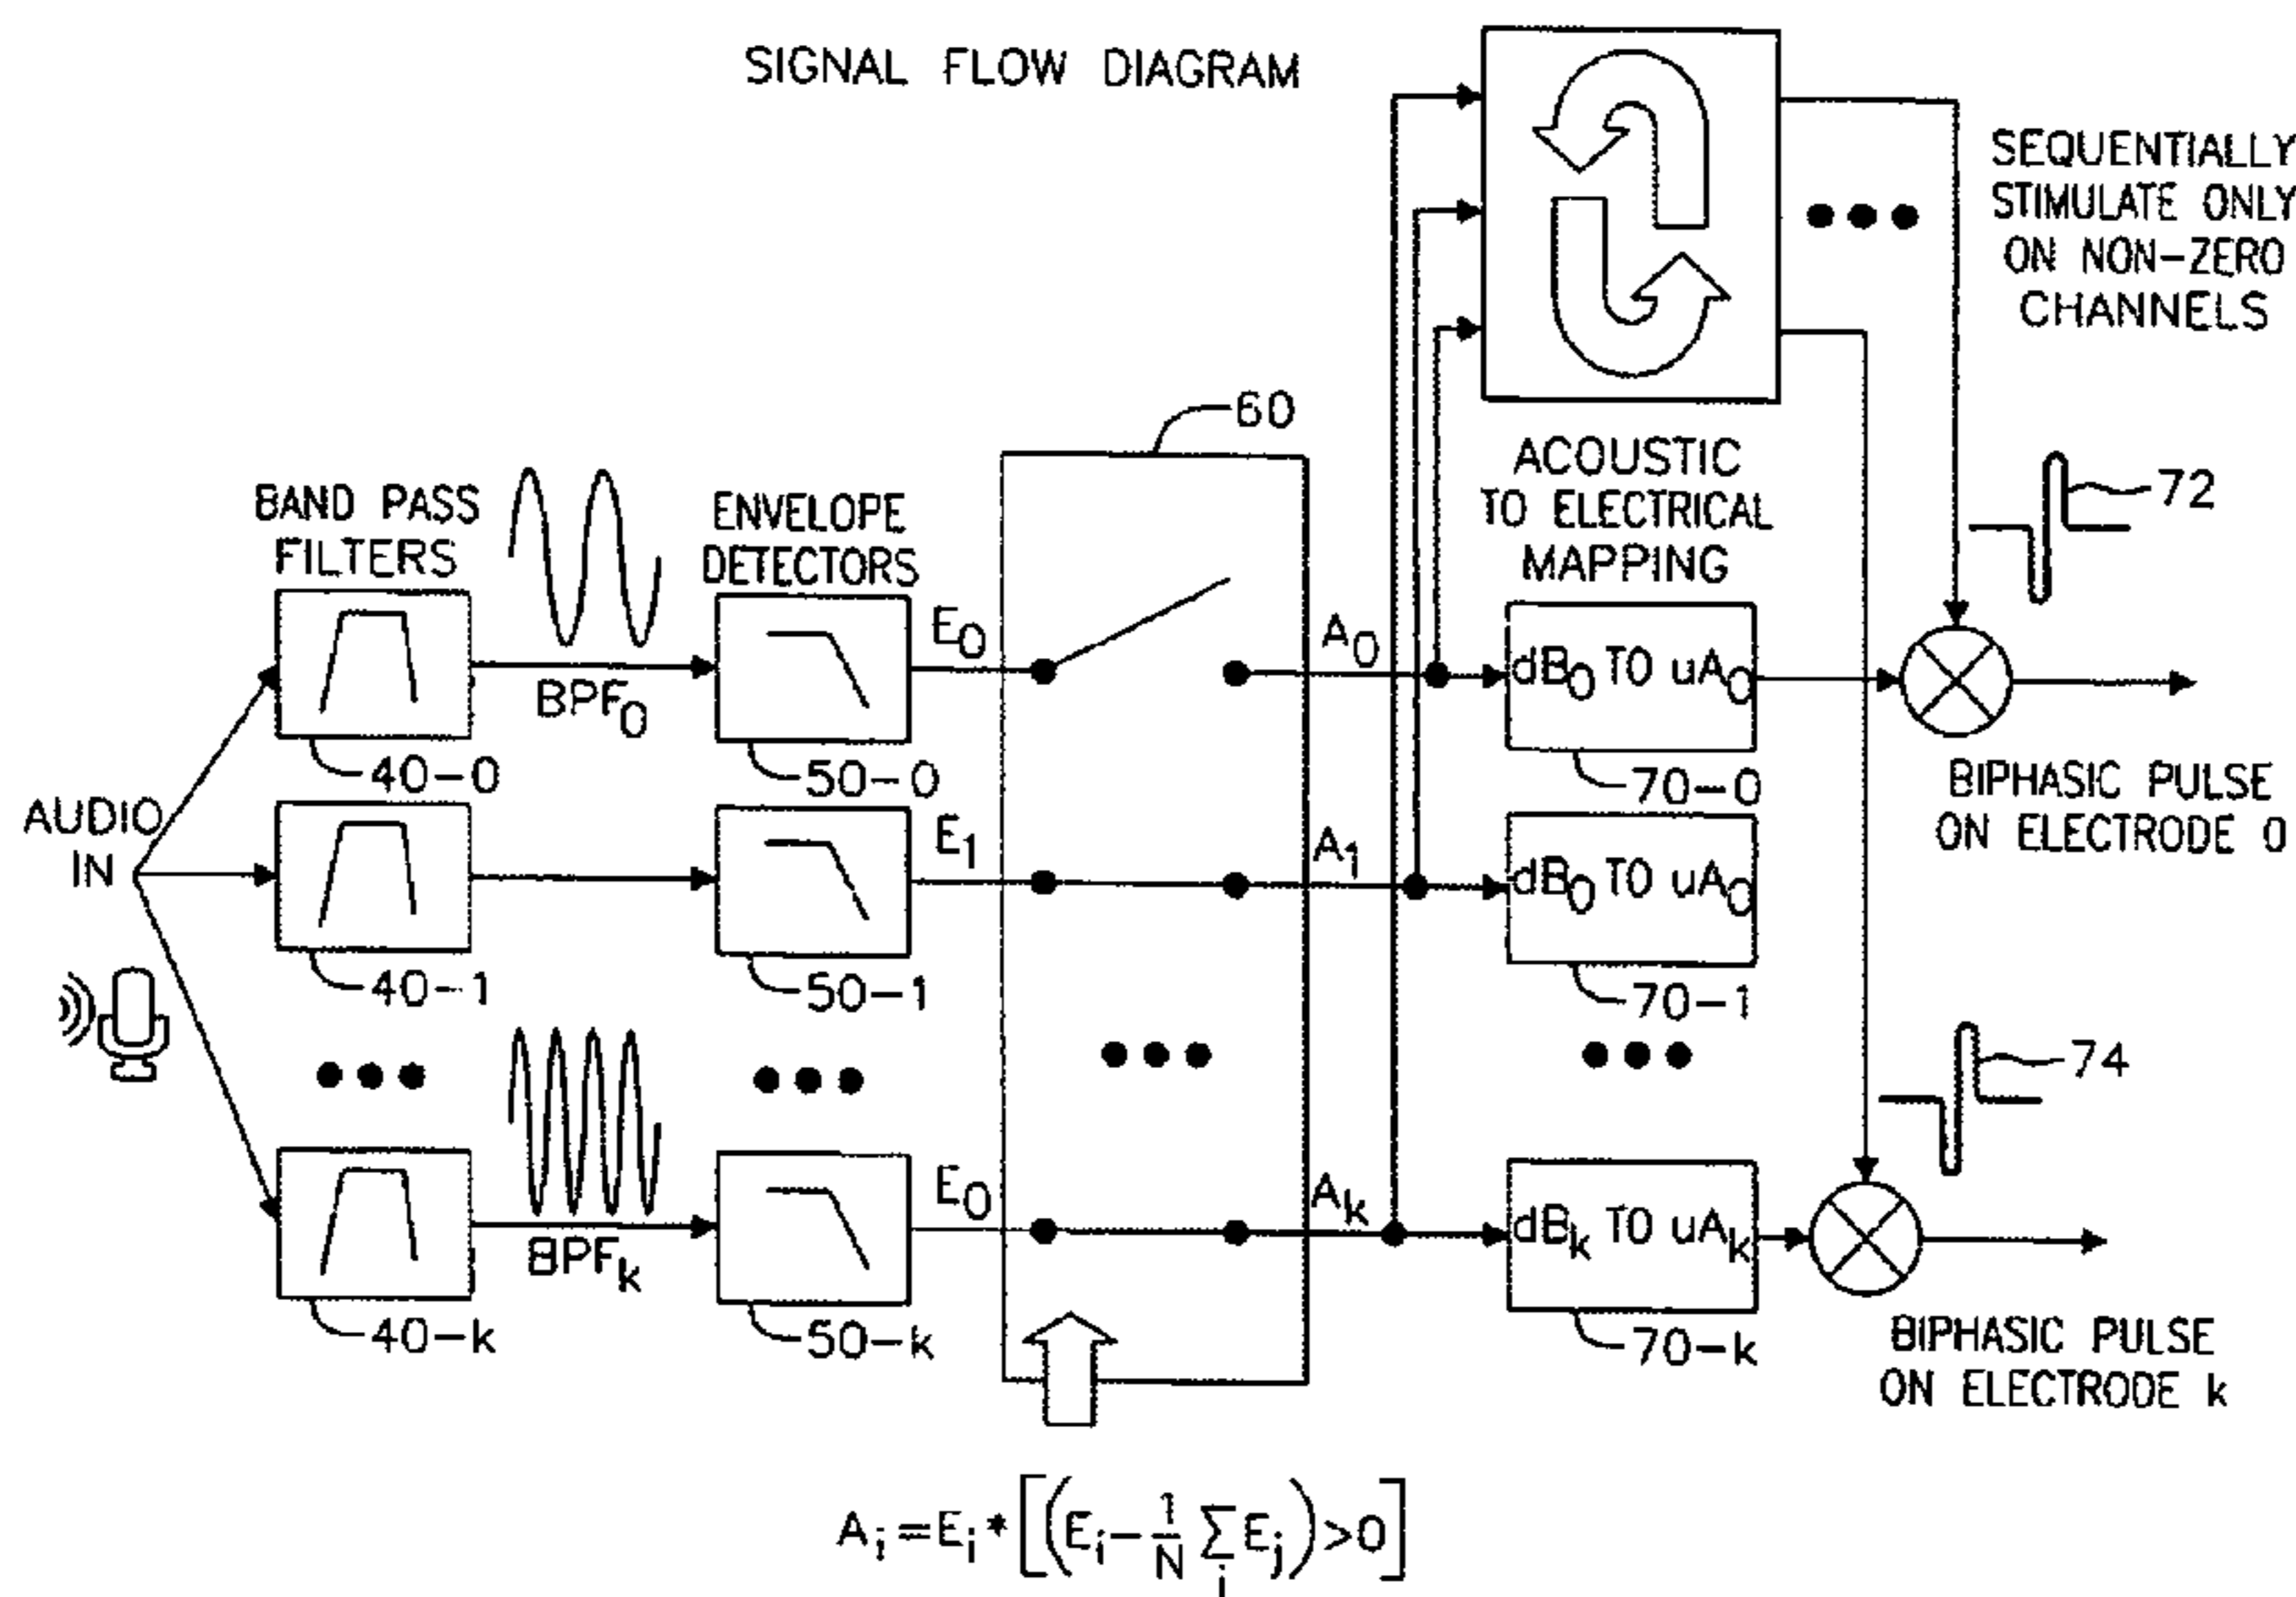 SIGNAL FLOW DIAGRAM
SEQUENTIALLY
STIMULATE ONLY
ON NON-ZERO
CHANNELS
60
BAND PASS
FILTERS
ENVELOPE
DETECTORS
ACOUSTIC
TO ELECTRICAL
MAPPING
72
BPF0
E0
A0
dB0 TO uA0
40-0
50-0
70-0
BIPHASIC PULSE
ON ELECTRODE 0
AUDIO
IN
E1
A1
dB0 TO uA0
40-1
50-1
70-1
74
BPFk
E0
Ak
dBk TO uAk
40-k
50-k
70-k
BIPHASIC PULSE
ON ELECTRODE k
Ai=Ei*[(Ei-1/N ∑i Ej)>0]